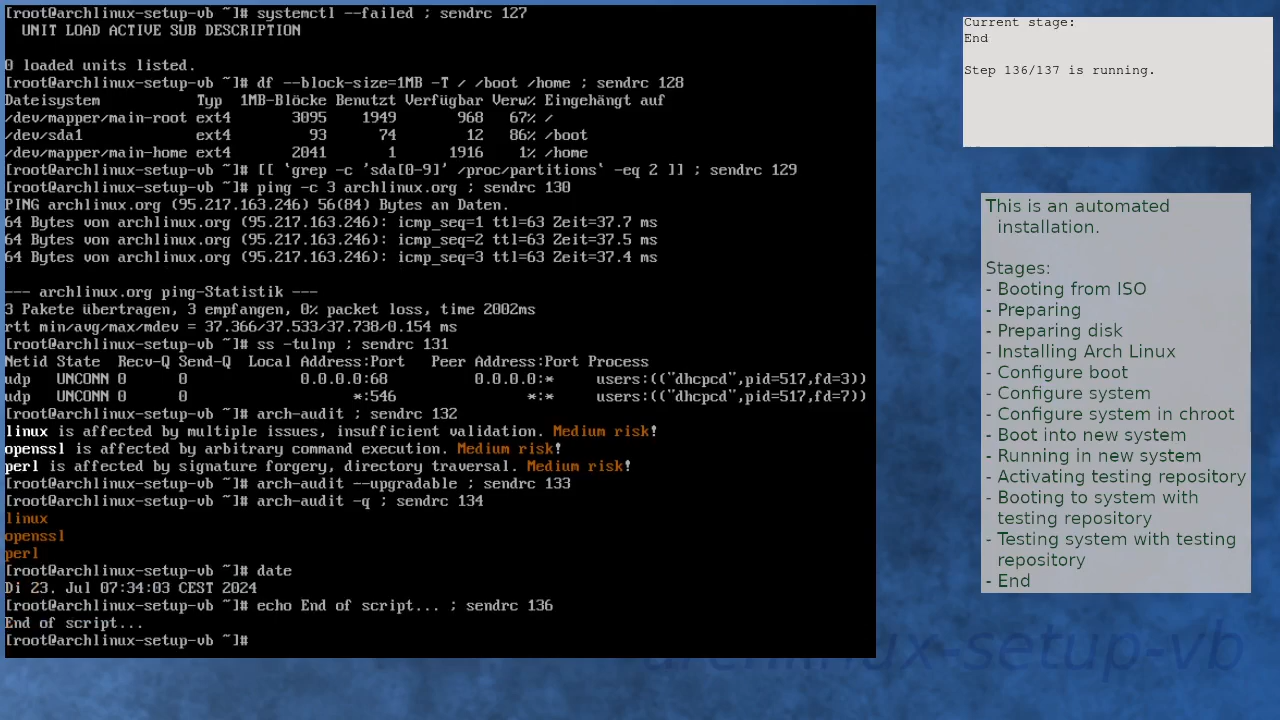 [root@archlinux-setup-vb ~]# systemctl --failed ; sendrc 127
UNIT LOAD ACTIVE SUB DESCRIPTION
0 loaded units listed.
[root@archlinux-setup-vb ~]# df --block-size=1MB -T / /boot /home ; sendrc 128
Dateisystem Typ 1MB-Blöcke Benutzt Verfügbar Verw% Eingehängt auf
/dev/mapper/main-root ext4 3095 1949 968 67% /
/dev/sda1 ext4 93 74 12 86% /boot
/dev/mapper/main-home ext4 2041 1 1916 1% /home
[root@archlinux-setup-vb ~]# [[ `grep -c 'sda[0-9]' /proc/partitions` -eq 2 ]] ; sendrc 129
[root@archlinux-setup-vb ~]# ping -c 3 archlinux.org ; sendrc 130
PING archlinux.org (95.217.163.246) 56(84) Bytes an Daten.
64 Bytes von archlinux.org (95.217.163.246): icmp_seq=1 ttl=63 Zeit=37.7 ms
64 Bytes von archlinux.org (95.217.163.246): icmp_seq=2 ttl=63 Zeit=37.5 ms
64 Bytes von archlinux.org (95.217.163.246): icmp_seq=3 ttl=63 Zeit=37.4 ms
--- archlinux.org ping-Statistik ---
3 Pakete übertragen, 3 empfangen, 0% packet loss, time 2002ms
rtt min/avg/max/mdev = 37.366/37.533/37.738/0.154 ms
[root@archlinux-setup-vb ~]# ss -tulnp ; sendrc 131
Netid State Recv-Q Send-Q Local Address:Port Peer Address:Port Process
udp UNCONN 0 0 0.0.0.0:68 0.0.0.0:* users:(("dhcpcd",pid=517,fd=3))
udp UNCONN 0 0 *:546 *:* users:(("dhcpcd",pid=517,fd=7))
[root@archlinux-setup-vb ~]# arch-audit ; sendrc 132
linux is affected by multiple issues, insufficient validation. Medium risk!
openssl is affected by arbitrary command execution. Medium risk!
perl is affected by signature forgery, directory traversal. Medium risk!
[root@archlinux-setup-vb ~]# arch-audit --upgradable ; sendrc 133
[root@archlinux-setup-vb ~]# arch-audit -q ; sendrc 134
linux
openssl
perl
[root@archlinux-setup-vb ~]# date
Di 23. Jul 07:34:03 CEST 2024
[root@archlinux-setup-vb ~]# echo End of script... ; sendrc 136
End of script...
[root@archlinux-setup-vb ~]#
Current stage:
End
Step 136/137 is running.
This is an automated
installation.
Stages:
- Booting from ISO
- Preparing
- Preparing disk
- Installing Arch Linux
- Configure boot
- Configure system
- Configure system in chroot
- Boot into new system
- Running in new system
- Activating testing repository
- Booting to system with
testing repository
- Testing system with testing
repository
- End
archlinux-setup-vb